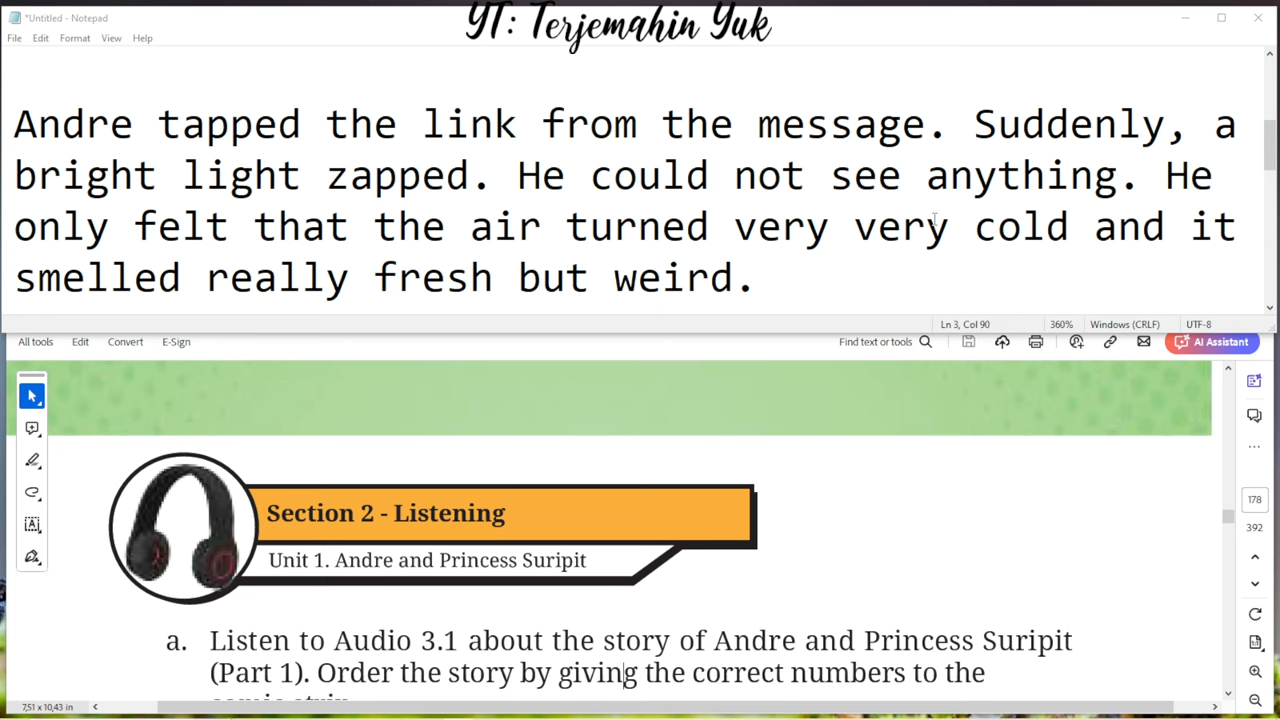 YT: Terjemahin Yuk
*Untitled - Notepad
File Edit Format View Help
Andre tapped the link from the message. Suddenly, a
bright light zapped. He could not see anything. He
only felt that the air turned very very cold and it
smelled really fresh but weird.
Ln 3, Col 90 360% Windows (CRLF) UTF-8
All tools Edit Convert E-Sign Find text or tools AI Assistant
Section 2 - Listening
Unit 1. Andre and Princess Suripit
178
392
a. Listen to Audio 3.1 about the story of Andre and Princess Suripit
(Part 1). Order the story by giving the correct numbers to the
7,51 x 10,43 in